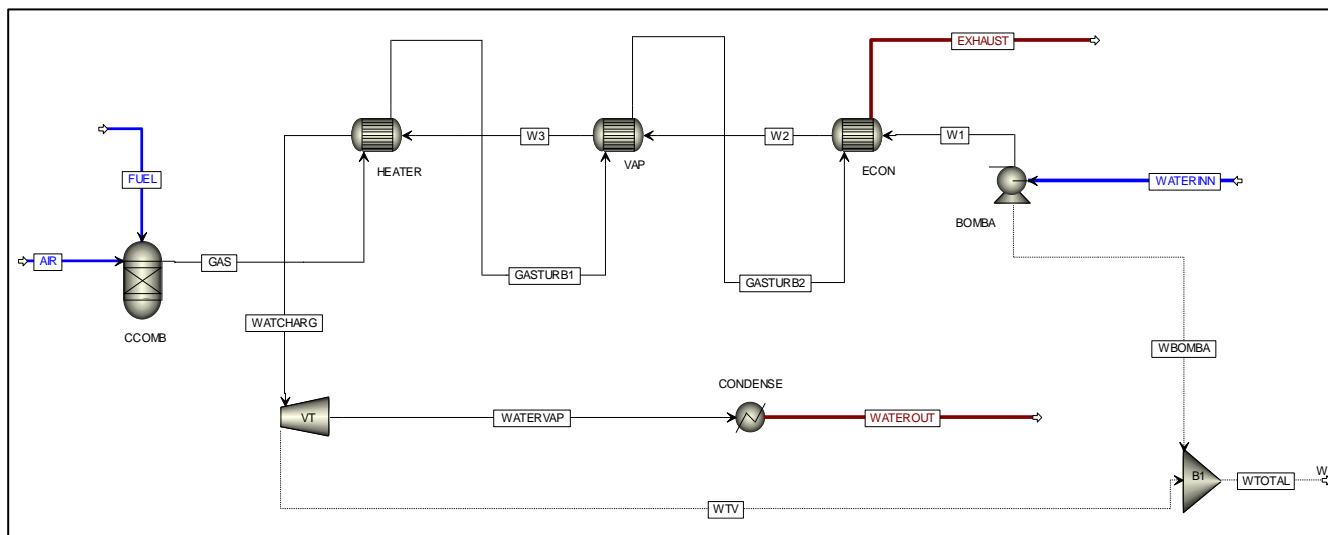 EXHAUST
W3
W2
W1
HEATER
VAP
ECON
FUEL
WATERINN
BOMBA
AIR
GAS
GASTURB1
GASTURB2
WATCHARG
CCOMB
WBOMBA
CONDENSE
VT
WATERVAP
WATEROUT
W
B1
WTOTAL
WTV